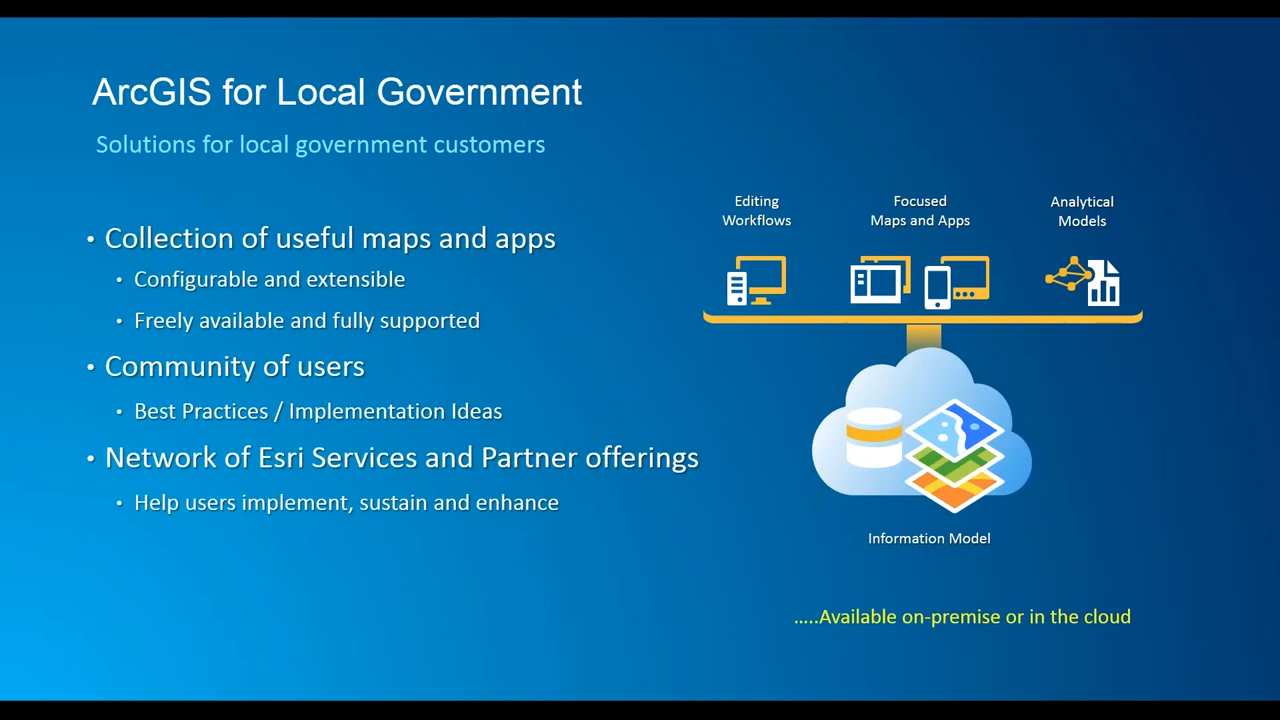 ArcGIS for Local Government
Solutions for local government customers
• Collection of useful maps and apps
• Configurable and extensible
• Freely available and fully supported
• Community of users
• Best Practices / Implementation Ideas
• Network of Esri Services and Partner offerings
• Help users implement, sustain and enhance
Editing
Workflows
Focused
Maps and Apps
Analytical
Models
Information Model
.....Available on-premise or in the cloud